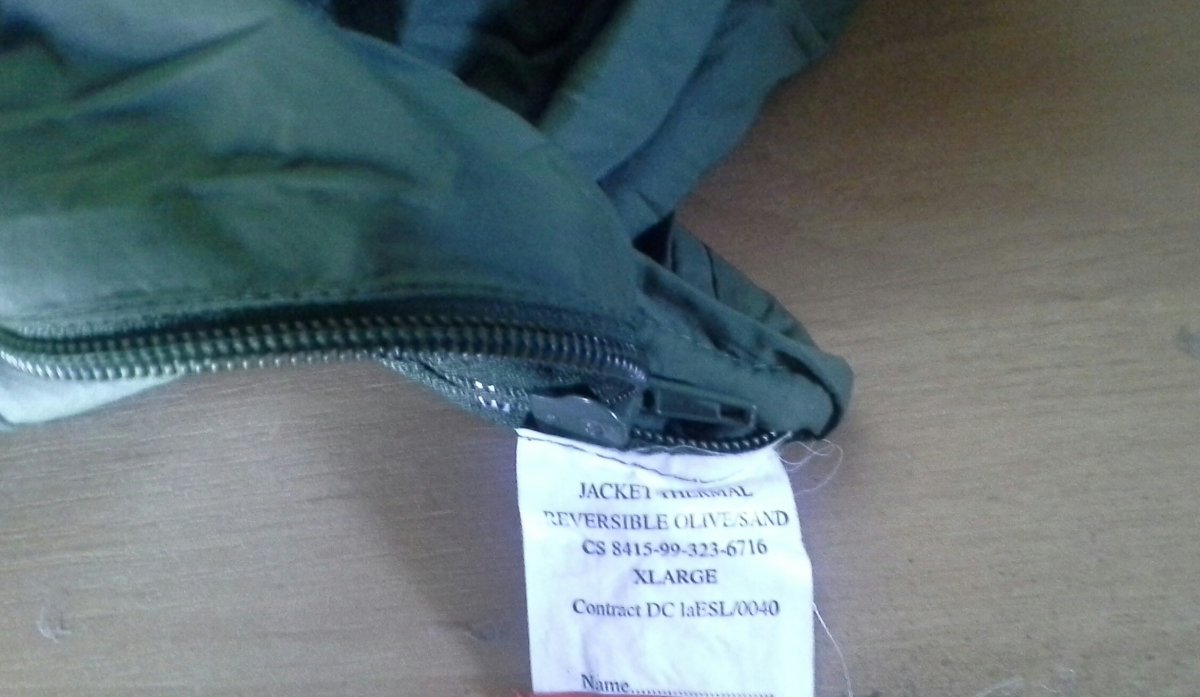 JACKET THERMAL
REVERSIBLE OLIVE/SAND
CS 8415-99-323-6716
XLARGE
Contract DC laESL/0040
Name........................